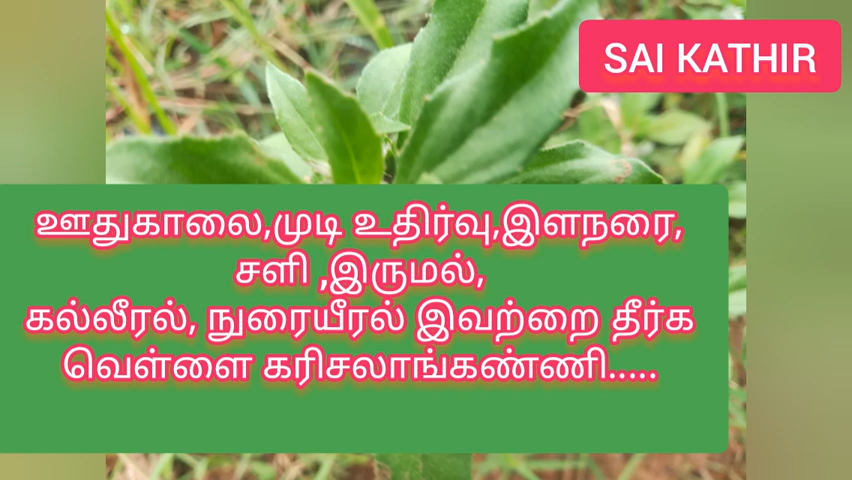 SAI KATHIR
ஊதுகாலை,முடி உதிர்வு,இளநரை,
சளி ,இருமல்,
கல்லீரல், நுரையீரல் இவற்றை தீர்க
வெள்ளை கரிசலாங்கண்ணி.....